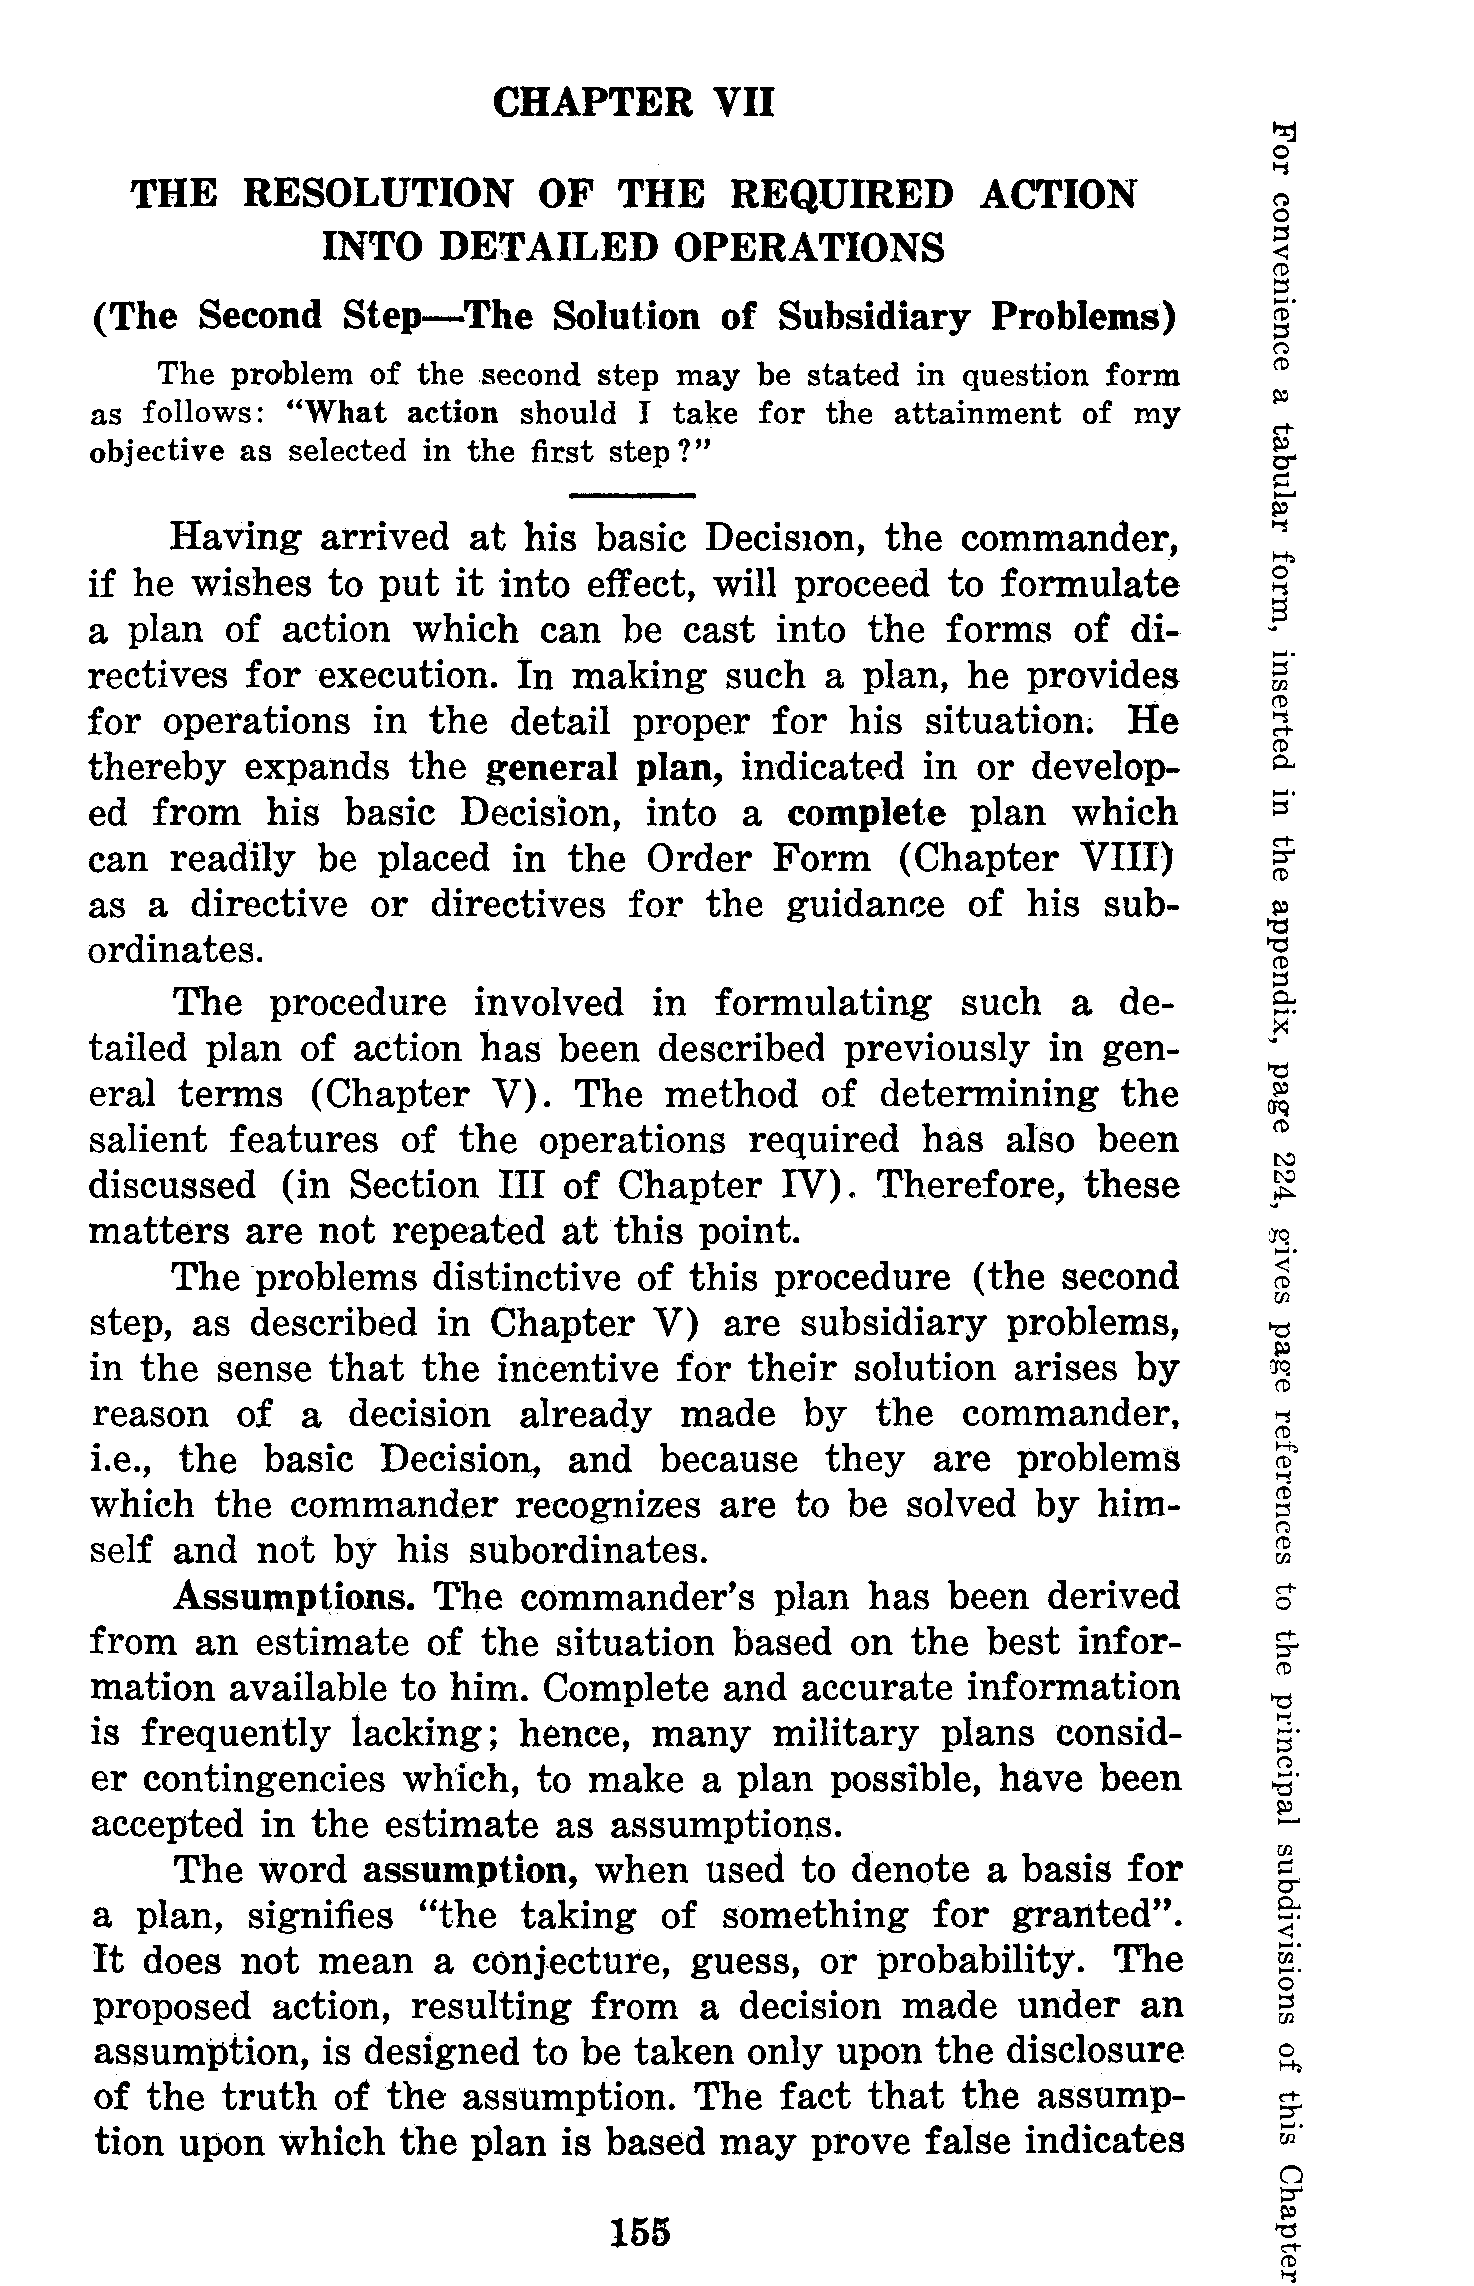 CHAPTER VII
THE RESOLUTION OF THE REQUIRED ACTION
INTO DETAILED OPERATIONS
(The Second Step—The Solution of Subsidiary Problems)
The problem of the second step may be stated in question form
as follows: “What action should I take for the attainment of my
objective as selected in the first step?”
Having arrived at his basic Decision, the commander,
if he wishes to put it into effect, will proceed to formulate
a plan of action which can be cast into the forms of di-
rectives for execution. In making such a plan, he provides
for operations in the detail proper for his situation. He
thereby expands the general plan, indicated in or develop-
ed from his basic Decision, into a complete plan which
can readily be placed in the Order Form (Chapter VIII)
as a directive or directives for the guidance of his sub-
ordinates.
The procedure involved in formulating such a de-
tailed plan of action has been described previously in gen-
eral terms (Chapter V). The method of determining the
salient features of the operations required has also been
discussed (in Section III of Chapter IV). Therefore, these
matters are not repeated at this point.
The problems distinctive of this procedure (the second
step, as described in Chapter V) are subsidiary problems,
in the sense that the incentive for their solution arises by
reason of a decision already made by the commander,
i.e., the basic Decision, and because they are problems
which the commander recognizes are to be solved by him-
self and not by his subordinates.
Assumptions. The commander’s plan has been derived
from an estimate of the situation based on the best infor-
mation available to him. Complete and accurate information
is frequently lacking; hence, many military plans consid-
er contingencies which, to make a plan possible, have been
accepted in the estimate as assumptions.
The word assumption, when used to denote a basis for
a plan, signifies “the taking of something for granted”.
It does not mean a conjecture, guess, or probability. The
proposed action, resulting from a decision made under an
assumption, is designed to be taken only upon the disclosure
of the truth of the assumption. The fact that the assump-
tion upon which the plan is based may prove false indicates
155
For convenience a tabular form, inserted in the appendix, page 224, gives page references to the principal subdivisions of this Chapter